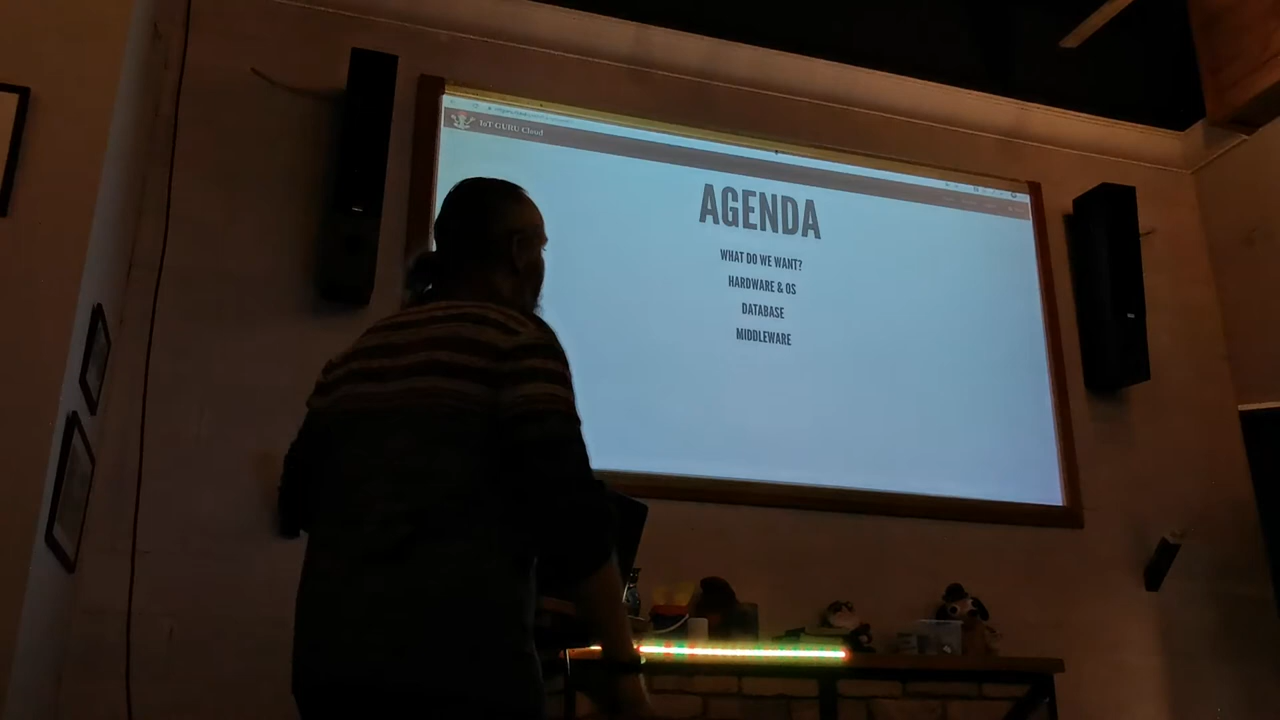 IoT GURU Cloud
AGENDA
WHAT DO WE WANT?
HARDWARE & OS
DATABASE
MIDDLEWARE